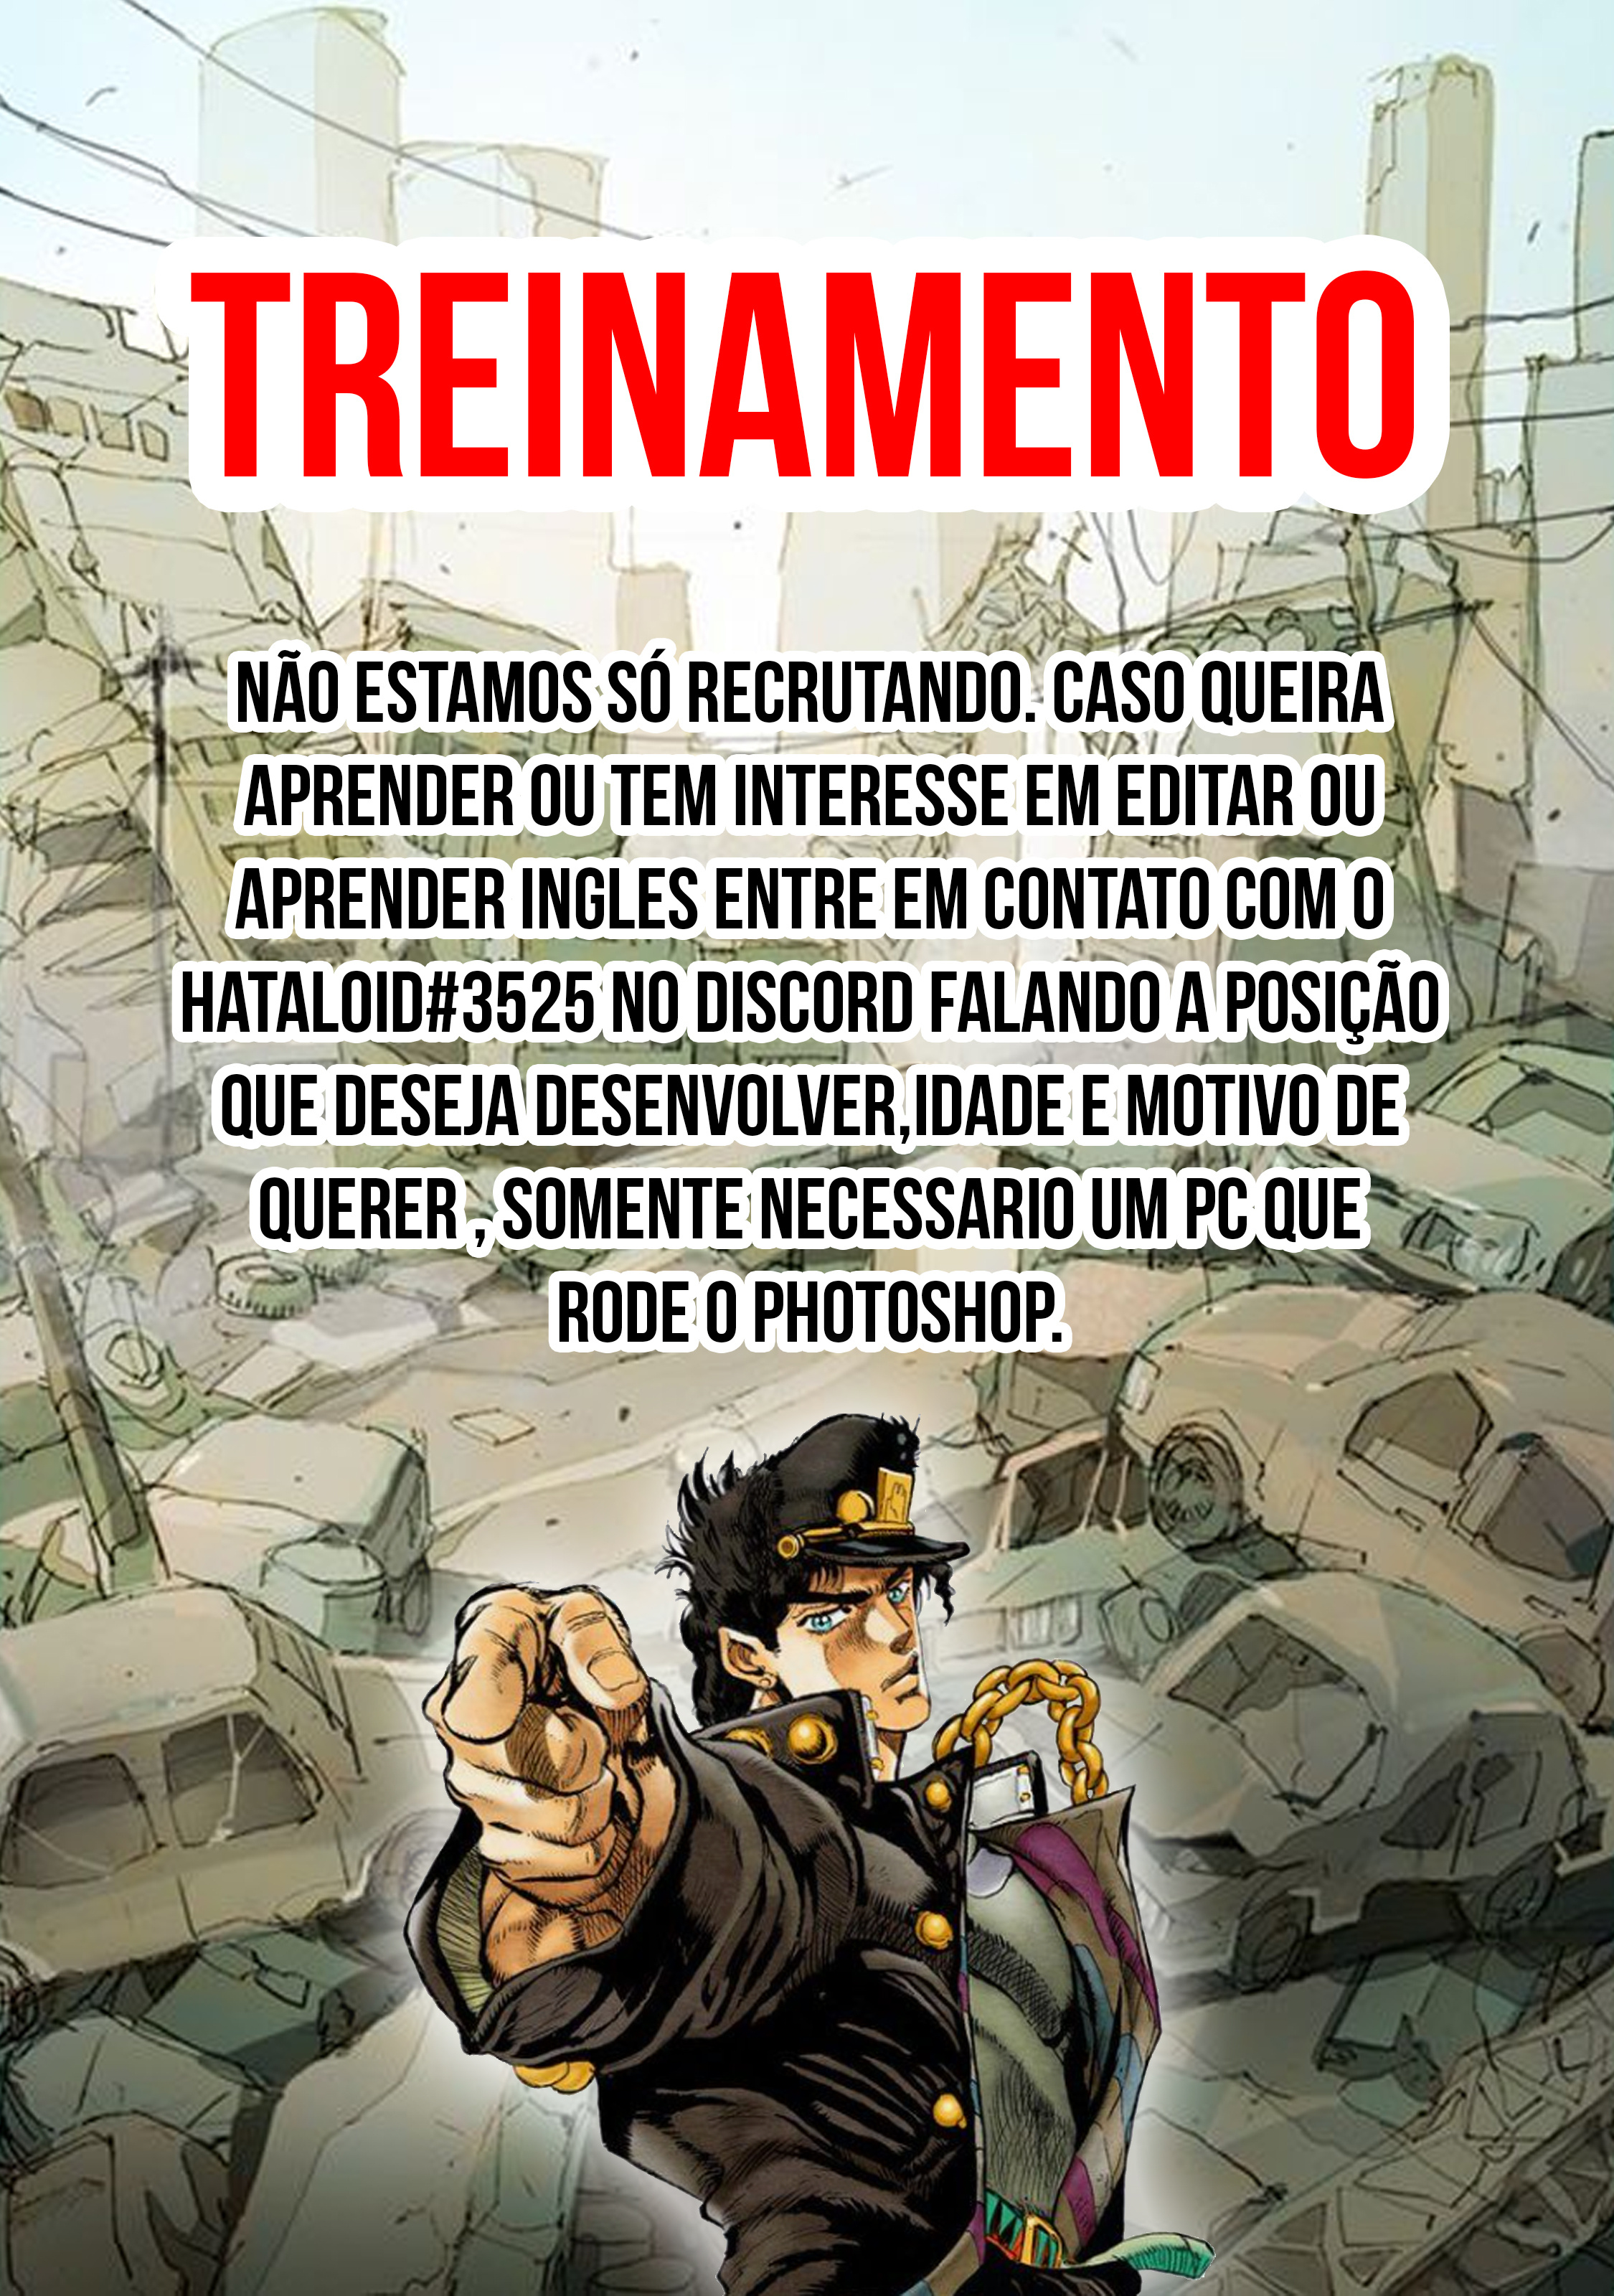 TREINAMENTO
NÃO ESTAMOS SÓ RECRUTANDO. CASO QUEIRA
APRENDER OU TEM INTERESSE EM EDITAR OU
APRENDER INGLES ENTRE EM CONTATO COM O
HATALOID#3525 NO DISCORD FALANDO A POSIÇÃO
QUE DESEJA DESENVOLVER,IDADE E MOTIVO DE
QUERER , SOMENTE NECESSARIO UM PC QUE
RODE O PHOTOSHOP.